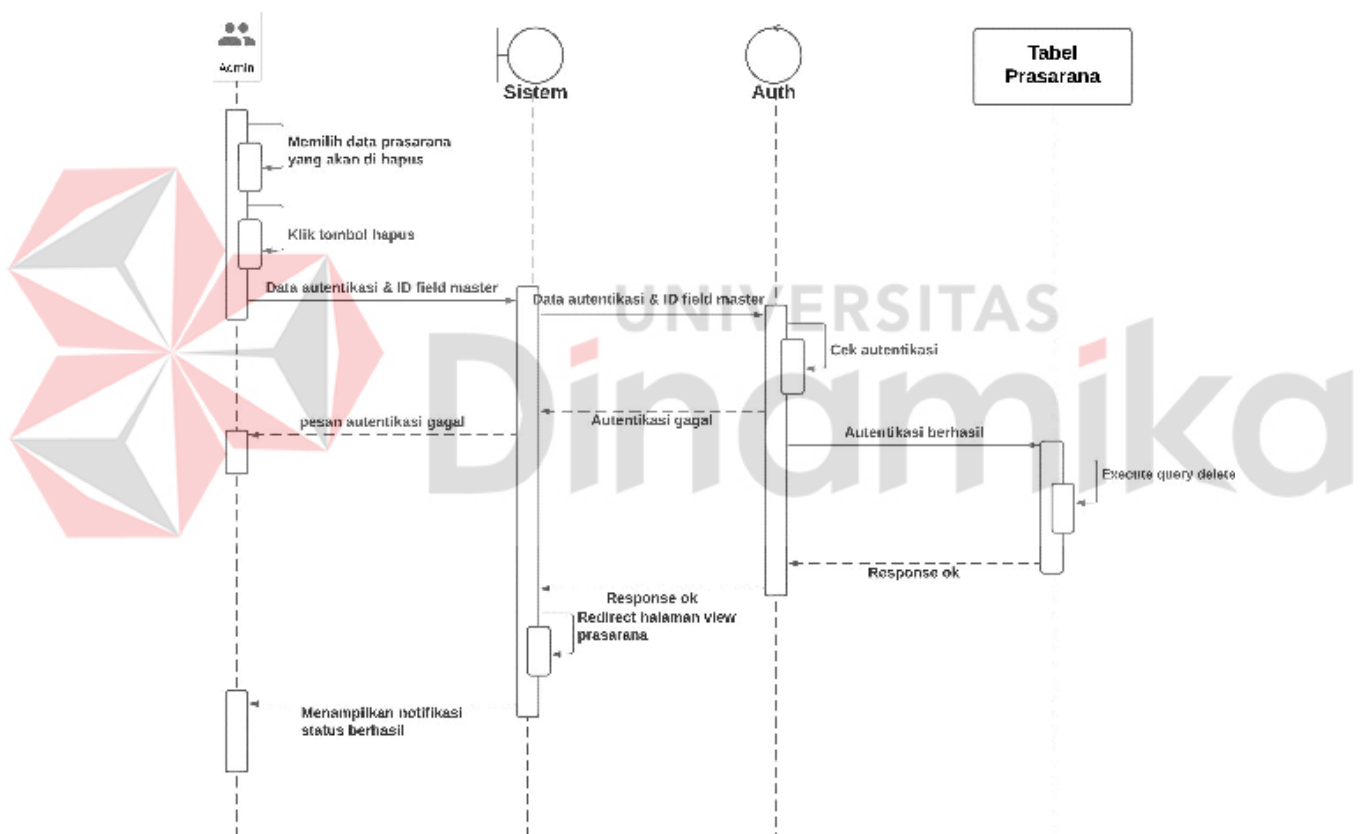 Admin
Sistem
Auth
Tabel
Prasarana
Memilih data prasarana
yang akan di hapus
Klik tombol hapus
Data autentikasi & ID field master
Data autentikasi & ID field master
UNIVERSITAS
Dinamika
Cek autentikasi
pesan autentikasi gagal
Autentikasi gagal
Autentikasi berhasil
Execute query delete
Response ok
Response ok
Redirect halaman view
prasarana
Menampilkan notifikasi
status berhasil